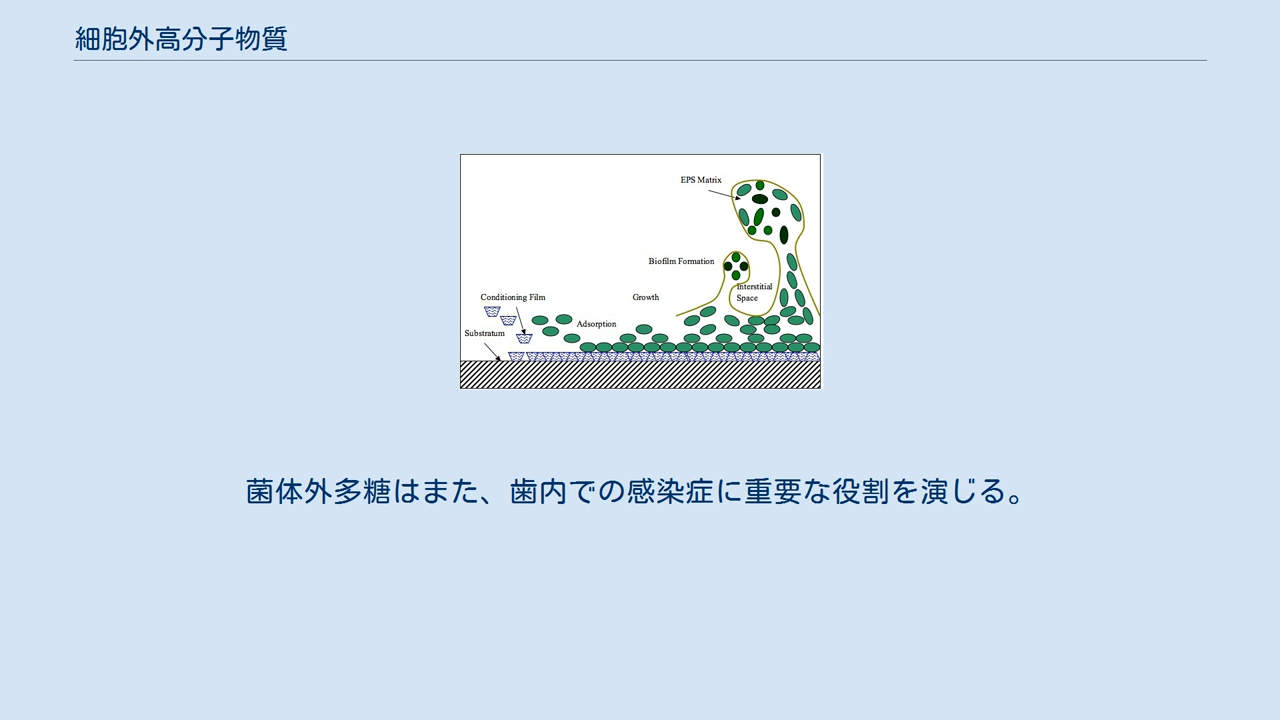 細胞外高分子物質
EPS Matrix
Biofilm Formation
Interstitial
Space
Conditioning Film
Growth
Adsorption
Substratum
菌体外多糖はまた、歯内での感染症に重要な役割を演じる。